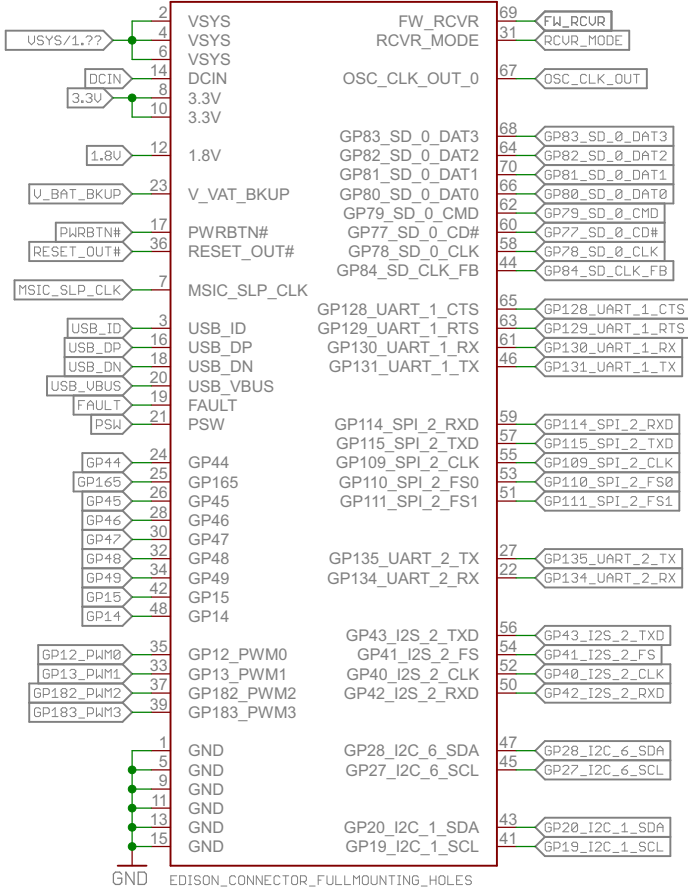 2 VSYS FW_RCVR 69 FW_RCVR
VSYS/1.?? 4 VSYS RCVR_MODE 31 RCVR_MODE
6 VSYS
DCIN 14 DCIN OSC_CLK_OUT_0 67 OSC_CLK_OUT
3.3V 8 3.3V
10 3.3V
GP83_SD_0_DAT3 68 GP83_SD_0_DAT3
1.8V 12 1.8V GP82_SD_0_DAT2 64 GP82_SD_0_DAT2
GP81_SD_0_DAT1 70 GP81_SD_0_DAT1
V_BAT_BKUP 23 V_VAT_BKUP GP80_SD_0_DAT0 66 GP80_SD_0_DAT0
GP79_SD_0_CMD 62 GP79_SD_0_CMD
PWRBTN# 17 PWRBTN# GP77_SD_0_CD# 60 GP77_SD_0_CD#
RESET_OUT# 36 RESET_OUT# GP78_SD_0_CLK 58 GP78_SD_0_CLK
GP84_SD_CLK_FB 44 GP84_SD_CLK_FB
MSIC_SLP_CLK 7 MSIC_SLP_CLK
GP128_UART_1_CTS 65 GP128_UART_1_CTS
USB_ID 3 USB_ID GP129_UART_1_RTS 63 GP129_UART_1_RTS
USB_DP 16 USB_DP GP130_UART_1_RX 61 GP130_UART_1_RX
USB_DN 18 USB_DN GP131_UART_1_TX 46 GP131_UART_1_TX
USB_VBUS 20 USB_VBUS
FAULT 19 FAULT
PSW 21 PSW GP114_SPI_2_RXD 59 GP114_SPI_2_RXD
GP115_SPI_2_TXD 57 GP115_SPI_2_TXD
GP44 24 GP44 GP109_SPI_2_CLK 55 GP109_SPI_2_CLK
GP165 25 GP165 GP110_SPI_2_FS0 53 GP110_SPI_2_FS0
GP45 26 GP45 GP111_SPI_2_FS1 51 GP111_SPI_2_FS1
GP46 28 GP46
GP47 30 GP47
GP48 32 GP48 GP135_UART_2_TX 27 GP135_UART_2_TX
GP49 34 GP49 GP134_UART_2_RX 22 GP134_UART_2_RX
GP15 42 GP15
GP14 48 GP14
GP43_I2S_2_TXD 56 GP43_I2S_2_TXD
GP12_PWM0 35 GP12_PWM0 GP41_I2S_2_FS 54 GP41_I2S_2_FS
GP13_PWM1 33 GP13_PWM1 GP40_I2S_2_CLK 52 GP40_I2S_2_CLK
GP182_PWM2 37 GP182_PWM2 GP42_I2S_2_RXD 50 GP42_I2S_2_RXD
GP183_PWM3 39 GP183_PWM3
1 GND GP28_I2C_6_SDA 47 GP28_I2C_6_SDA
5 GND GP27_I2C_6_SCL 45 GP27_I2C_6_SCL
9 GND
11 GND
13 GND GP20_I2C_1_SDA 43 GP20_I2C_1_SDA
15 GND GP19_I2C_1_SCL 41 GP19_I2C_1_SCL
GND EDISON_CONNECTOR_FULLMOUNTING_HOLES